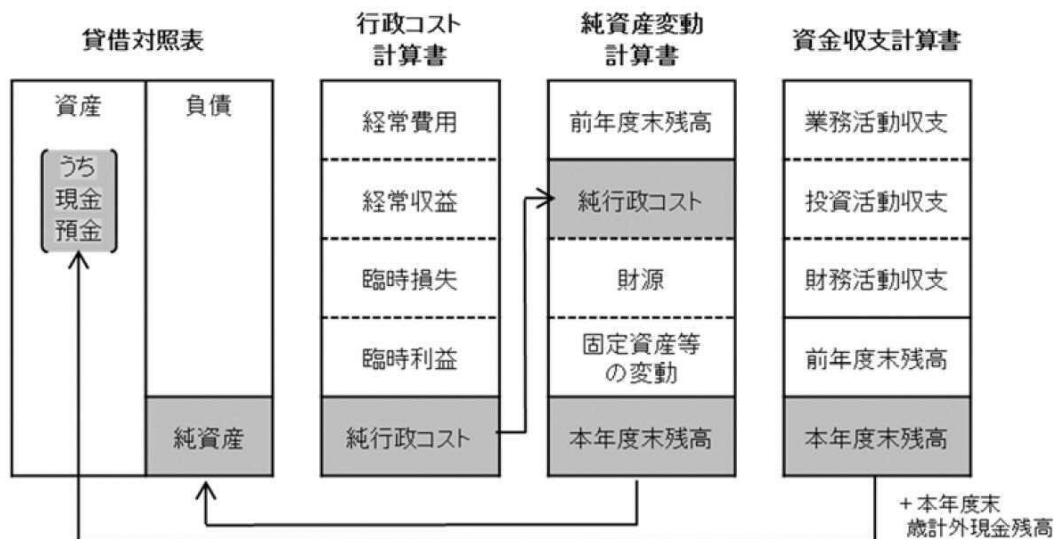 貸借対照表
資産
うち
現金
預金
負債
純資産
行政コスト
計算書
経常費用
経常収益
臨時損失
臨時利益
純行政コスト
純資産変動
計算書
前年度末残高
純行政コスト
財源
固定資産等
の変動
本年度末残高
資金収支計算書
業務活動収支
投資活動収支
財務活動収支
前年度末残高
本年度末残高
+本年度末
歳計外現金残高